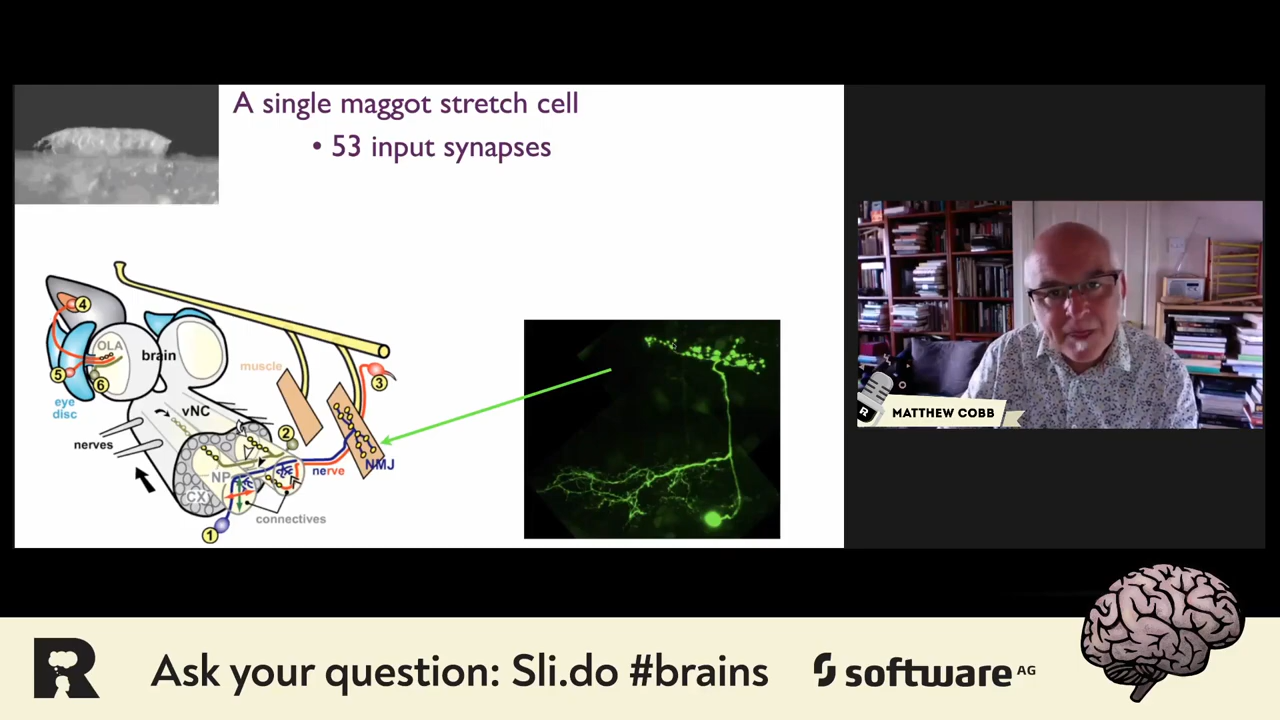 A single maggot stretch cell
• 53 input synapses
4
OLA
brain
muscle
5
6
3
eye
disc
vNC
nerves
2
NP
nerve
NMJ
CX
connectives
1
R
MATTHEW COBB
R
Ask your question: Sli.do #brains
software AG